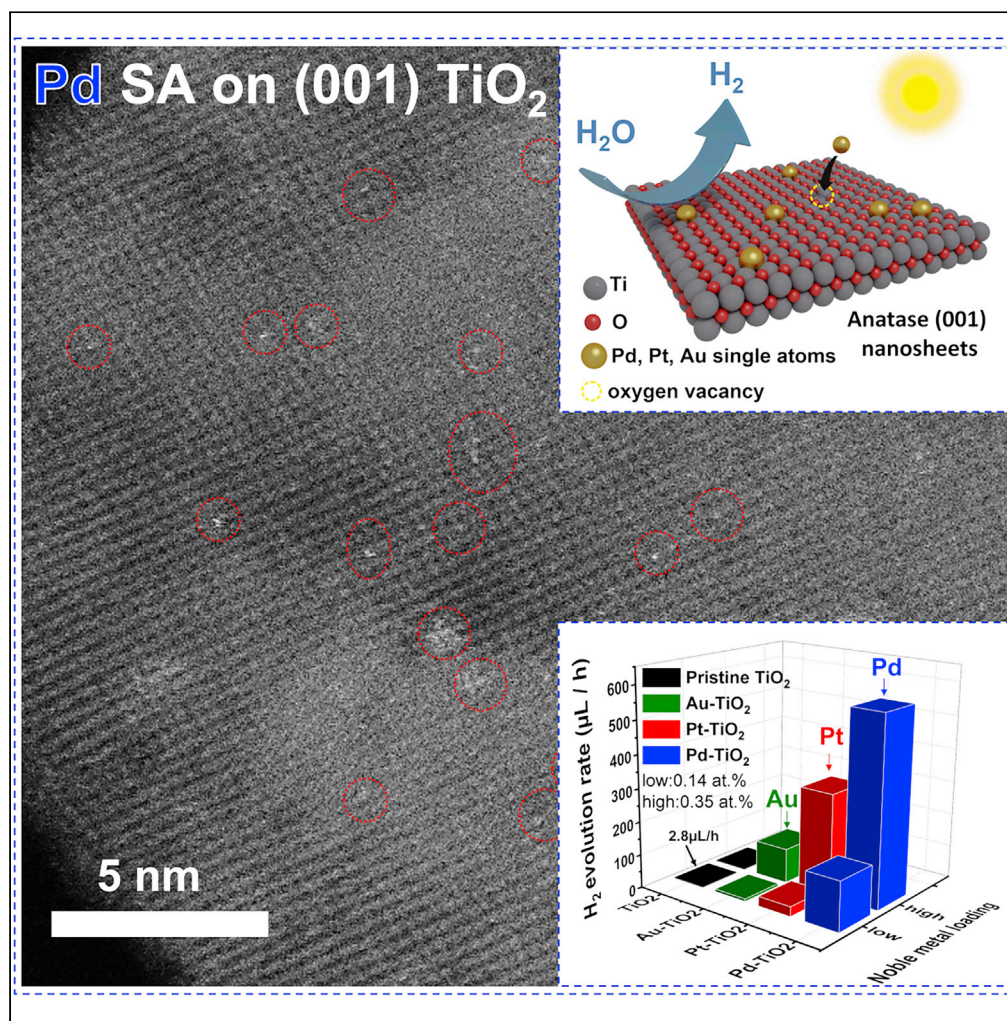 Pd SA on (001) TiO₂
5 nm
H₂
H₂O
Ti
O
Pd, Pt, Au single atoms
oxygen vacancy
Anatase (001)
nanosheets
H₂ evolution rate (µL / h)
600
500
400
300
200
100
0
Pristine TiO₂
Au-TiO₂
Pt-TiO₂
Pd-TiO₂
low:0.14 at.%
high:0.35 at.%
2.8µL/h
Au
Pt
Pd
TiO2
Au-TiO2
Pt-TiO2
Pd-TiO2
low
high
Noble metal loading